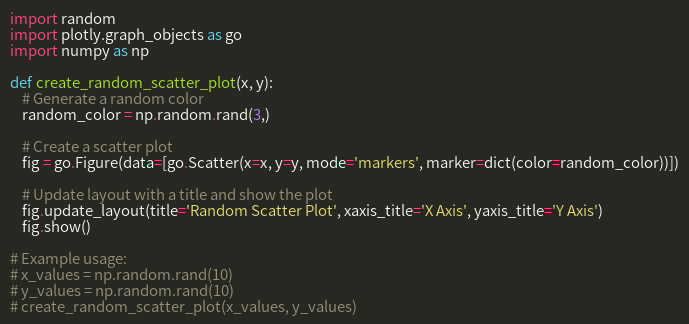 import random
import plotly.graph_objects as go
import numpy as np

def create_random_scatter_plot(x, y):
    # Generate a random color
    random_color = np.random.rand(3,)

    # Create a scatter plot
    fig = go.Figure(data=[go.Scatter(x=x, y=y, mode='markers', marker=dict(color=random_color))])

    # Update layout with a title and show the plot
    fig.update_layout(title='Random Scatter Plot', xaxis_title='X Axis', yaxis_title='Y Axis')
    fig.show()

# Example usage:
# x_values = np.random.rand(10)
# y_values = np.random.rand(10)
# create_random_scatter_plot(x_values, y_values)